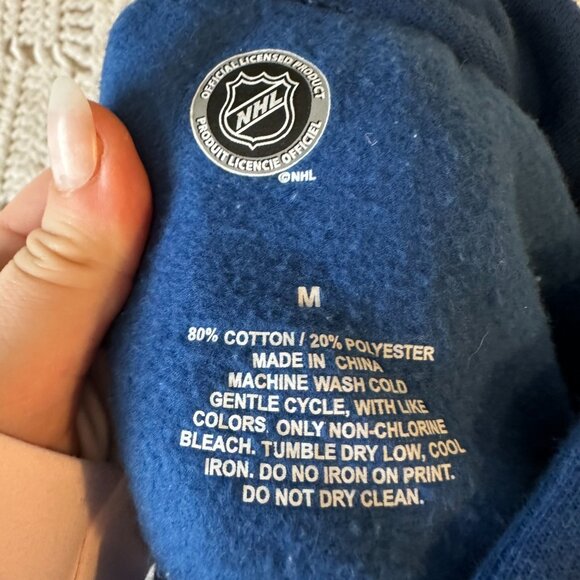 OFFICIAL LICENSED PRODUCT
NHL
PRODUIT LICENCIE OFFICIEL
©NHL
M
80% COTTON / 20% POLYESTER
MADE IN CHINA
MACHINE WASH COLD
GENTLE CYCLE, WITH LIKE
COLORS. ONLY NON-CHLORINE
BLEACH. TUMBLE DRY LOW, COOL
IRON. DO NO IRON ON PRINT.
DO NOT DRY CLEAN.